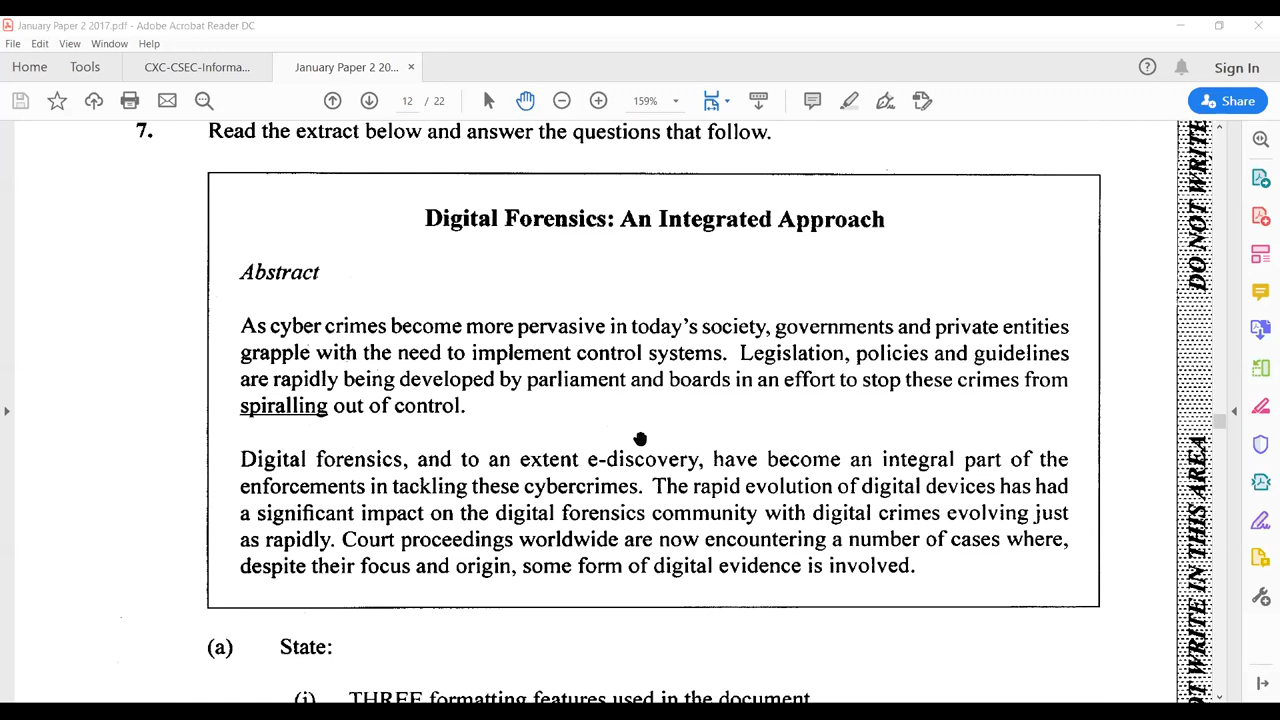 January Paper 2 2017.pdf - Adobe Acrobat Reader DC
File Edit View Window Help
Home Tools CXC-CSEC-Informa... January Paper 2 20... × Sign In
12 / 22 159% Share
7. Read the extract below and answer the questions that follow.
Digital Forensics: An Integrated Approach
Abstract
As cyber crimes become more pervasive in today's society, governments and private entities
grapple with the need to implement control systems. Legislation, policies and guidelines
are rapidly being developed by parliament and boards in an effort to stop these crimes from
spiralling out of control.
Digital forensics, and to an extent e-discovery, have become an integral part of the
enforcements in tackling these cybercrimes. The rapid evolution of digital devices has had
a significant impact on the digital forensics community with digital crimes evolving just
as rapidly. Court proceedings worldwide are now encountering a number of cases where,
despite their focus and origin, some form of digital evidence is involved.
(a) State:
(i) THREE formatting features used in the document
DO NOT WRITE
OT WRITE IN THIS AREA